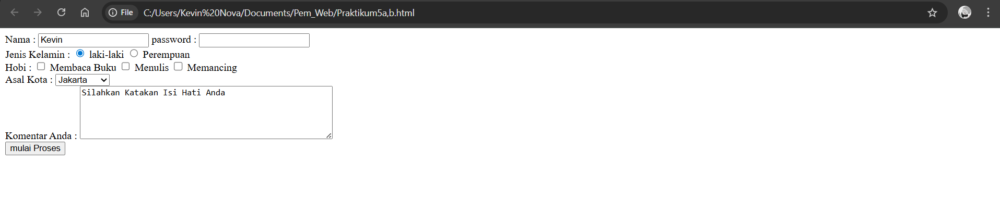 File C:/Users/Kevin%20Nova/Documents/Pem_Web/Praktikum5a,b.html
Nama : Kevin password :
Jenis Kelamin : laki-laki Perempuan
Hobi : Membaca Buku Menulis Memancing
Asal Kota : Jakarta
Silahkan Katakan Isi Hati Anda
Komentar Anda :
mulai Proses